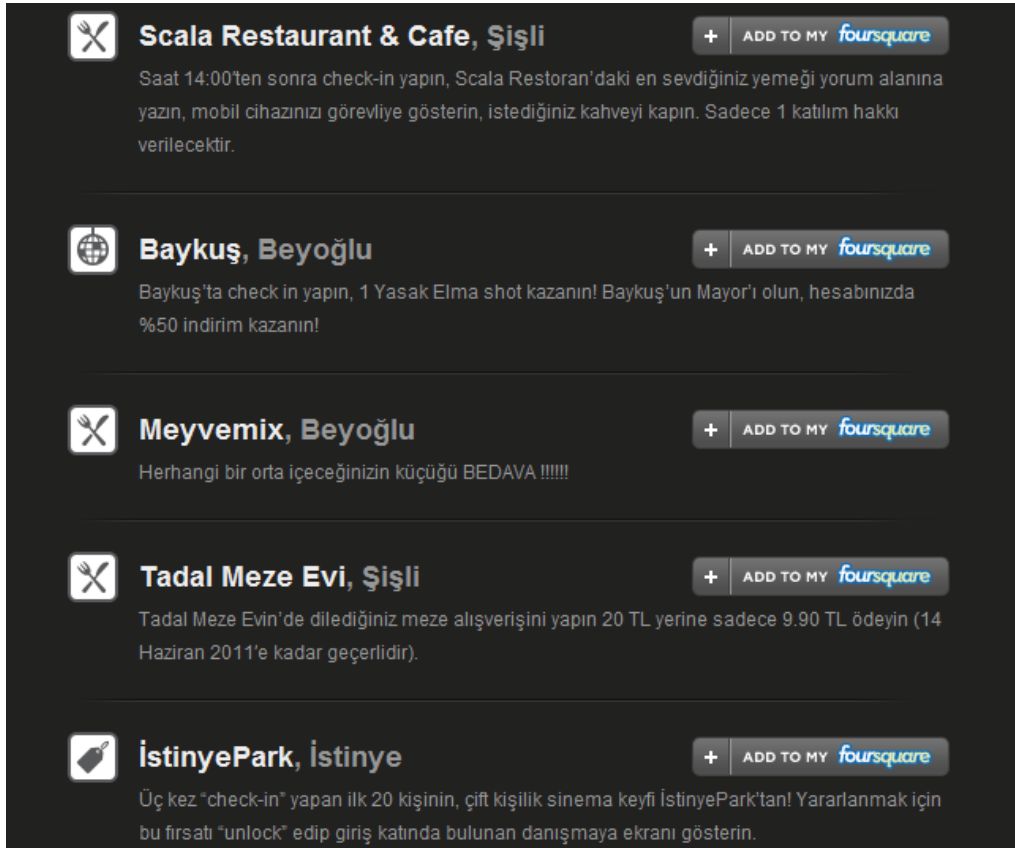 Scala Restaurant & Cafe, Şişli
+ ADD TO MY foursquare
Saat 14:00'ten sonra check-in yapın, Scala Restoran'daki en sevdiğiniz yemeği yorum alanına
yazın, mobil cihazınızı görevliye gösterin, istediğiniz kahveyi kapın. Sadece 1 katılım hakkı
verilecektir.
Baykuş, Beyoğlu
+ ADD TO MY foursquare
Baykuş'ta check in yapın, 1 Yasak Elma shot kazanın! Baykuş'un Mayor'ı olun, hesabınızda
%50 indirim kazanın!
Meyvemix, Beyoğlu
+ ADD TO MY foursquare
Herhangi bir orta içeceğinizin küçüğü BEDAVA !!!!!!
Tadal Meze Evi, Şişli
+ ADD TO MY foursquare
Tadal Meze Evin'de dilediğiniz meze alışverişini yapın 20 TL yerine sadece 9.90 TL ödeyin (14
Haziran 2011'e kadar geçerlidir).
İstinyePark, İstinye
+ ADD TO MY foursquare
Üç kez “check-in” yapan ilk 20 kişinin, çift kişilik sinema keyfi İstinyePark'tan! Yararlanmak için
bu fırsatı “unlock” edip giriş katında bulunan danışmaya ekranı gösterin.